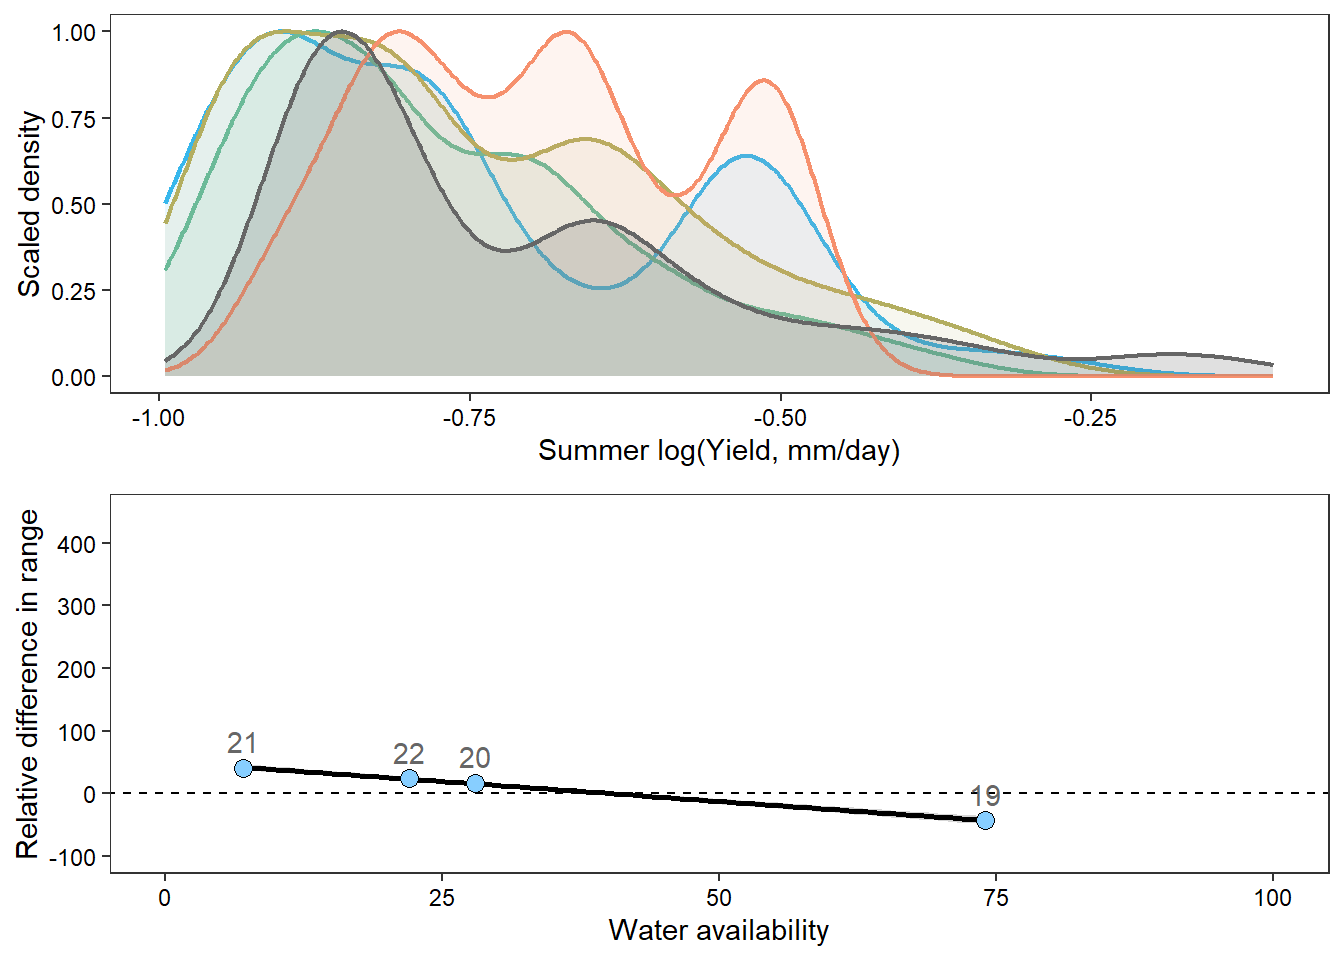 1.00
0.75
0.50
0.25
0.00
Scaled density
-1.00 -0.75 -0.50 -0.25
Summer log(Yield, mm/day)
400
300
200
100
0
-100
Relative difference in range
21
22
20
19
0 25 50 75 100
Water availability